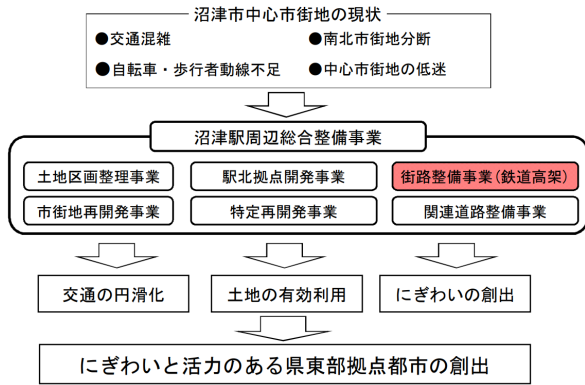 沼津市中心市街地の現状
●交通混雑 ●南北市街地分断
●自転車・歩行者動線不足 ●中心市街地の低迷
沼津駅周辺総合整備事業
土地区画整理事業 駅北拠点開発事業 街路整備事業(鉄道高架)
市街地再開発事業 特定再開発事業 関連道路整備事業
交通の円滑化 土地の有効利用 にぎわいの創出
にぎわいと活力のある県東部拠点都市の創出